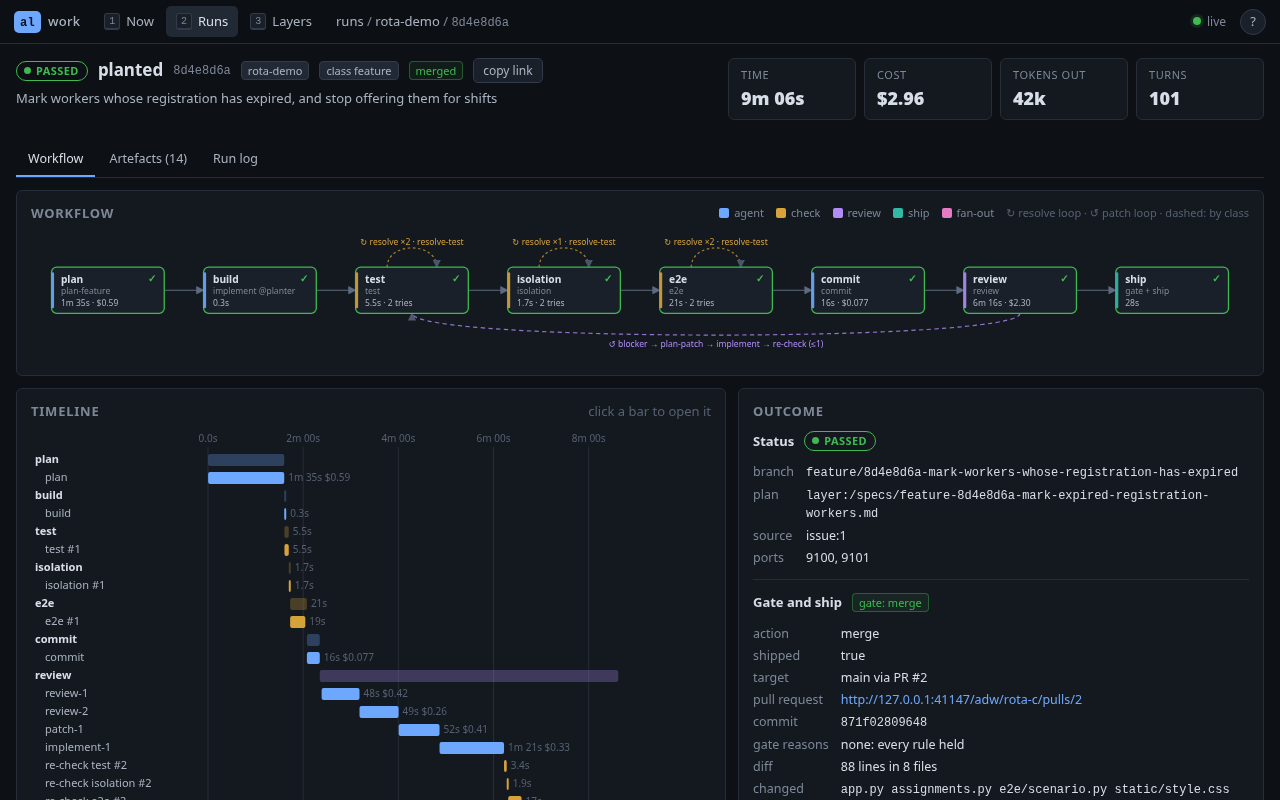 al work 1 Now 2 Runs 3 Layers runs / rota-demo / 8d4e8d6a live ?
PASSED planted 8d4e8d6a rota-demo class feature merged copy link
Mark workers whose registration has expired, and stop offering them for shifts
TIME COST TOKENS OUT TURNS
9m 06s $2.96 42k 101
Workflow Artefacts (14) Run log
WORKFLOW agent check review ship fan-out ↻ resolve loop · ↺ patch loop · dashed: by class
↻ resolve ×2 · resolve-test ↻ resolve ×1 · resolve-test ↻ resolve ×2 · resolve-test
plan ✓ build ✓ test ✓ isolation ✓ e2e ✓ commit ✓ review ✓ ship ✓
plan-feature implement @planter test isolation e2e commit review gate + ship
1m 35s · $0.59 0.3s 5.5s · 2 tries 1.7s · 2 tries 21s · 2 tries 16s · $0.077 6m 16s · $2.30 28s
↺ blocker → plan-patch → implement → re-check (≤1)
TIMELINE click a bar to open it
0.0s 2m 00s 4m 00s 6m 00s 8m 00s
plan
plan 1m 35s $0.59
build
build 0.3s
test 5.5s
test #1 5.5s
isolation 1.7s
isolation #1 1.7s
e2e 21s
e2e #1 19s
commit
commit 16s $0.077
review
review-1 48s $0.42
review-2 49s $0.26
patch-1 52s $0.41
implement-1 1m 21s $0.33
re-check test #2 3.4s
re-check isolation #2 1.9s
OUTCOME
Status PASSED
branch feature/8d4e8d6a-mark-workers-whose-registration-has-expired
plan layer:/specs/feature-8d4e8d6a-mark-expired-registration-
workers.md
source issue:1
ports 9100, 9101
Gate and ship gate: merge
action merge
shipped true
target main via PR #2
pull request http://127.0.0.1:41147/adw/rota-c/pulls/2
commit 871f02809648
gate reasons none: every rule held
diff 88 lines in 8 files
changed app.py assignments.py e2e/scenario.py static/style.css